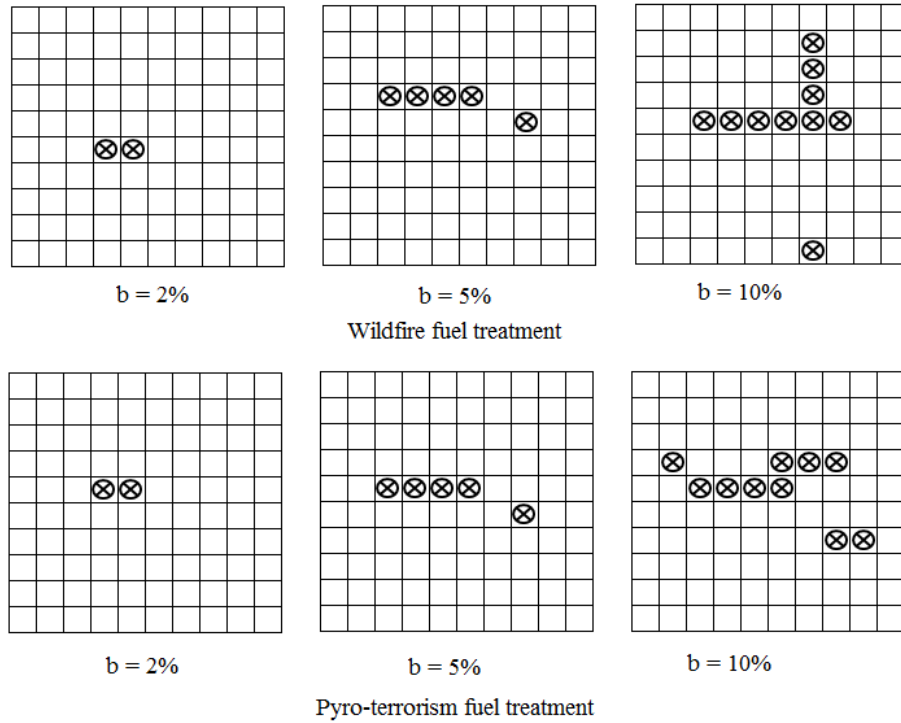 b = 2%
b = 5%
b = 10%
Wildfire fuel treatment
b = 2%
b = 5%
b = 10%
Pyro-terrorism fuel treatment